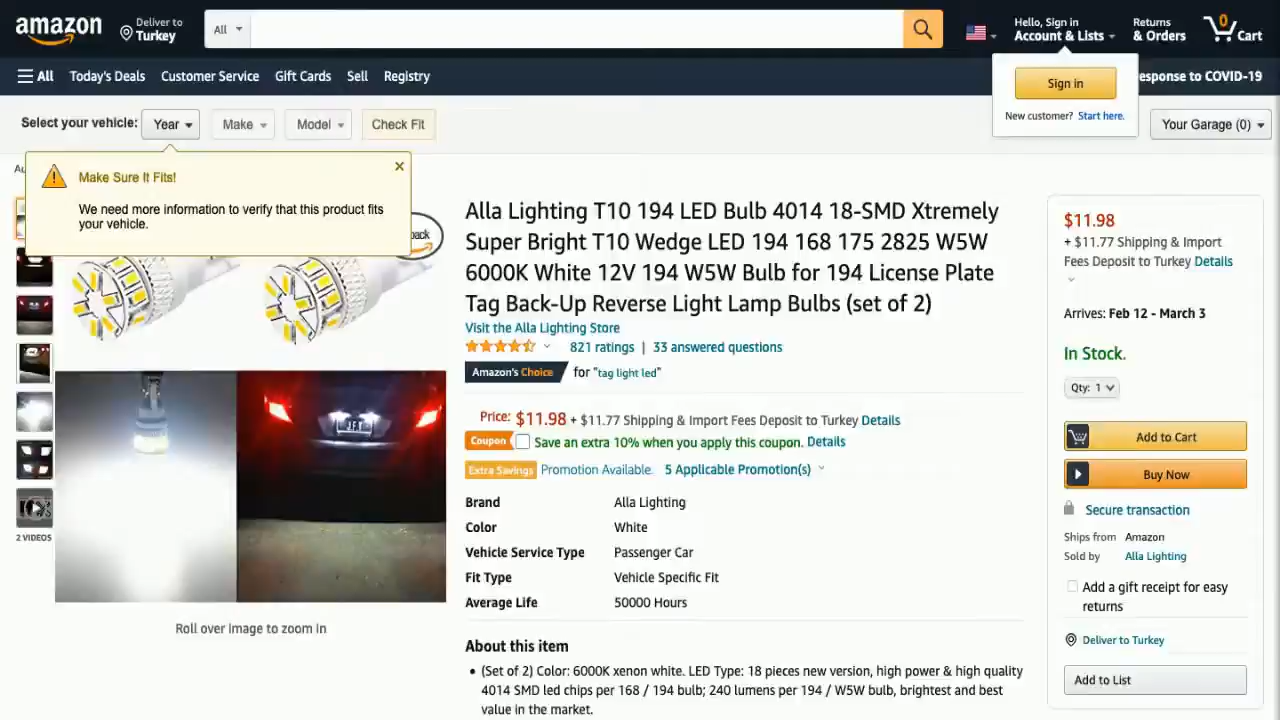 amazon
Deliver to
Turkey
All
Hello, Sign in
Account & Lists
Returns
& Orders
0
Cart
All
Today's Deals
Customer Service
Gift Cards
Sell
Registry
esponse to COVID-19
Sign in
New customer? Start here.
Select your vehicle:
Year
Make
Model
Check Fit
Your Garage (0)
Make Sure It Fits!
We need more information to verify that this product fits
your vehicle.
Alla Lighting T10 194 LED Bulb 4014 18-SMD Xtremely
Super Bright T10 Wedge LED 194 168 175 2825 W5W
6000K White 12V 194 W5W Bulb for 194 License Plate
Tag Back-Up Reverse Light Lamp Bulbs (set of 2)
Visit the Alla Lighting Store
821 ratings | 33 answered questions
Amazon's Choice for "tag light led"
Price: $11.98 + $11.77 Shipping & Import Fees Deposit to Turkey Details
Coupon Save an extra 10% when you apply this coupon. Details
Extra Savings Promotion Available. 5 Applicable Promotion(s)
Brand Alla Lighting
Color White
Vehicle Service Type Passenger Car
Fit Type Vehicle Specific Fit
Average Life 50000 Hours
About this item
• (Set of 2) Color: 6000K xenon white. LED Type: 18 pieces new version, high power & high quality
4014 SMD led chips per 168 / 194 bulb; 240 lumens per 194 / W5W bulb, brightest and best
value in the market.
2 VIDEOS
Roll over image to zoom in
$11.98
+ $11.77 Shipping & Import
Fees Deposit to Turkey Details
Arrives: Feb 12 - March 3
In Stock.
Qty: 1
Add to Cart
Buy Now
Secure transaction
Ships from Amazon
Sold by Alla Lighting
Add a gift receipt for easy
returns
Deliver to Turkey
Add to List